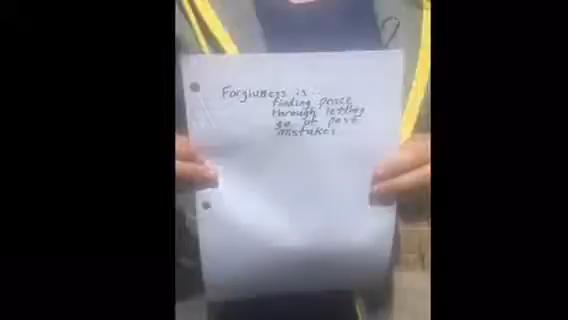 Forgiveness is..
finding peace
through letting
go of past
mistakes